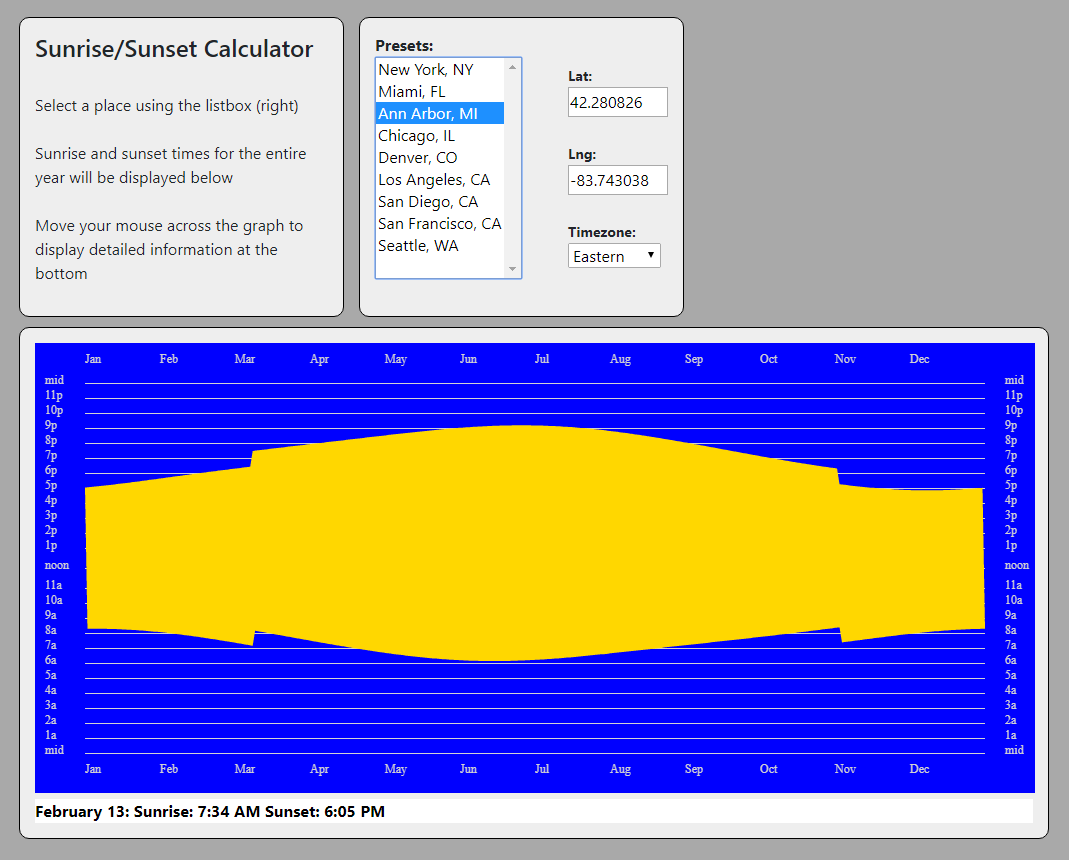 Sunrise/Sunset Calculator
Select a place using the listbox (right)
Sunrise and sunset times for the entire
year will be displayed below
Move your mouse across the graph to
display detailed information at the
bottom
Presets:
New York, NY
Miami, FL
Ann Arbor, MI
Chicago, IL
Denver, CO
Los Angeles, CA
San Diego, CA
San Francisco, CA
Seattle, WA
Lat:
42.280826
Lng:
-83.743038
Timezone:
Eastern
Jan Feb Mar Apr May Jun Jul Aug Sep Oct Nov Dec
mid mid
11p 11p
10p 10p
9p 9p
8p 8p
7p 7p
6p 6p
5p 5p
4p 4p
3p 3p
2p 2p
1p 1p
noon noon
11a 11a
10a 10a
9a 9a
8a 8a
7a 7a
6a 6a
5a 5a
4a 4a
3a 3a
2a 2a
1a 1a
mid mid
Jan Feb Mar Apr May Jun Jul Aug Sep Oct Nov Dec
February 13: Sunrise: 7:34 AM Sunset: 6:05 PM